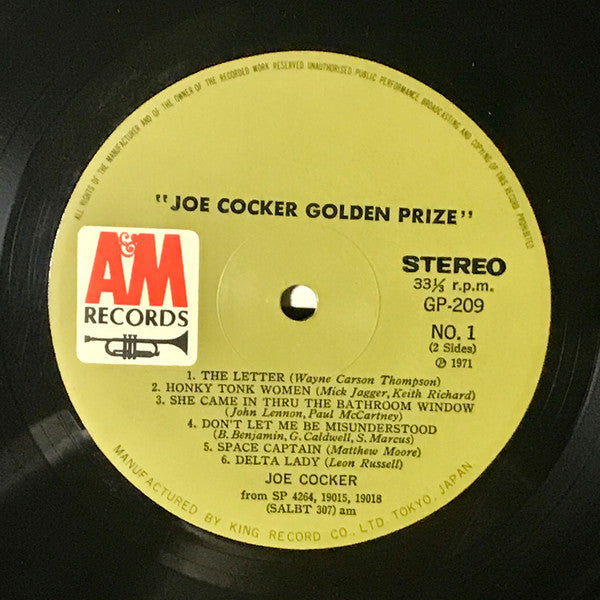 ALL RIGHTS OF THE MANUFACTURER AND OF THE OWNER OF THE RECORDED WORK RESERVED UNAUTHORISED PUBLIC PERFORMANCE BROADCASTING AND COPYING OF THIS RECORD PROHIBITED
"JOE COCKER GOLDEN PRIZE"
A&M
RECORDS
STEREO
33⅓ r.p.m.
GP-209
NO. 1
(2 Sides)
Ⓟ 1971
1. THE LETTER (Wayne Carson Thompson)
2. HONKY TONK WOMEN (Mick Jagger, Keith Richard)
3. SHE CAME IN THRU THE BATHROOM WINDOW
(John Lennon, Paul McCartney)
4. DON'T LET ME BE MISUNDERSTOOD
(B. Benjamin, G. Caldwell, S. Marcus)
5. SPACE CAPTAIN (Matthew Moore)
6. DELTA LADY (Leon Russell)
JOE COCKER
from SP 4264, 19015, 19018
(SALBT 307) am
MANUFACTURED BY KING RECORD CO., LTD. TOKYO, JAPAN